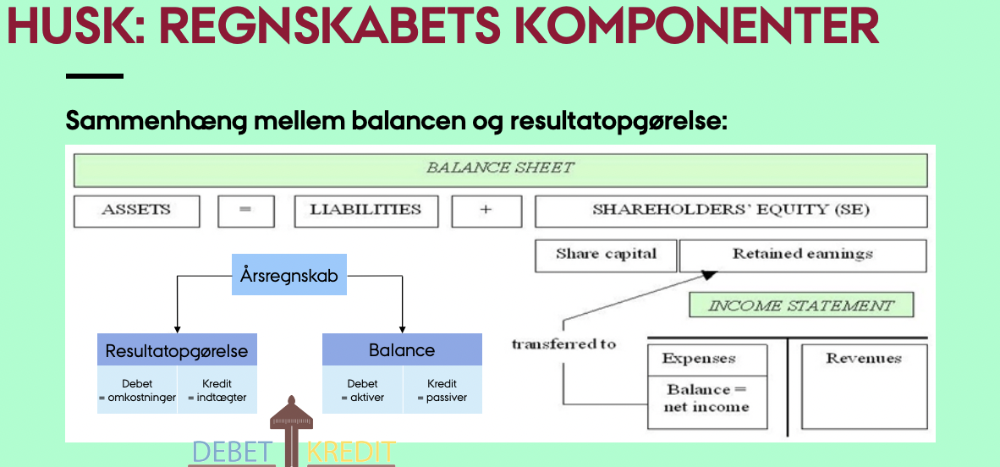 HUSK: REGNSKABETS KOMPONENTER
Sammenhæng mellem balancen og resultatopgørelse:
BALANCE SHEET
ASSETS = LIABILITIES + SHAREHOLDERS' EQUITY (SE)
Share capital Retained earnings
Årsregnskab
INCOME STATEMENT
Resultatopgørelse Balance
Debet
= omkostninger
Kredit
= indtægter
Debet
= aktiver
Kredit
= passiver
transferred to
Expenses
Revenues
Balance =
net income
DEBET KREDIT